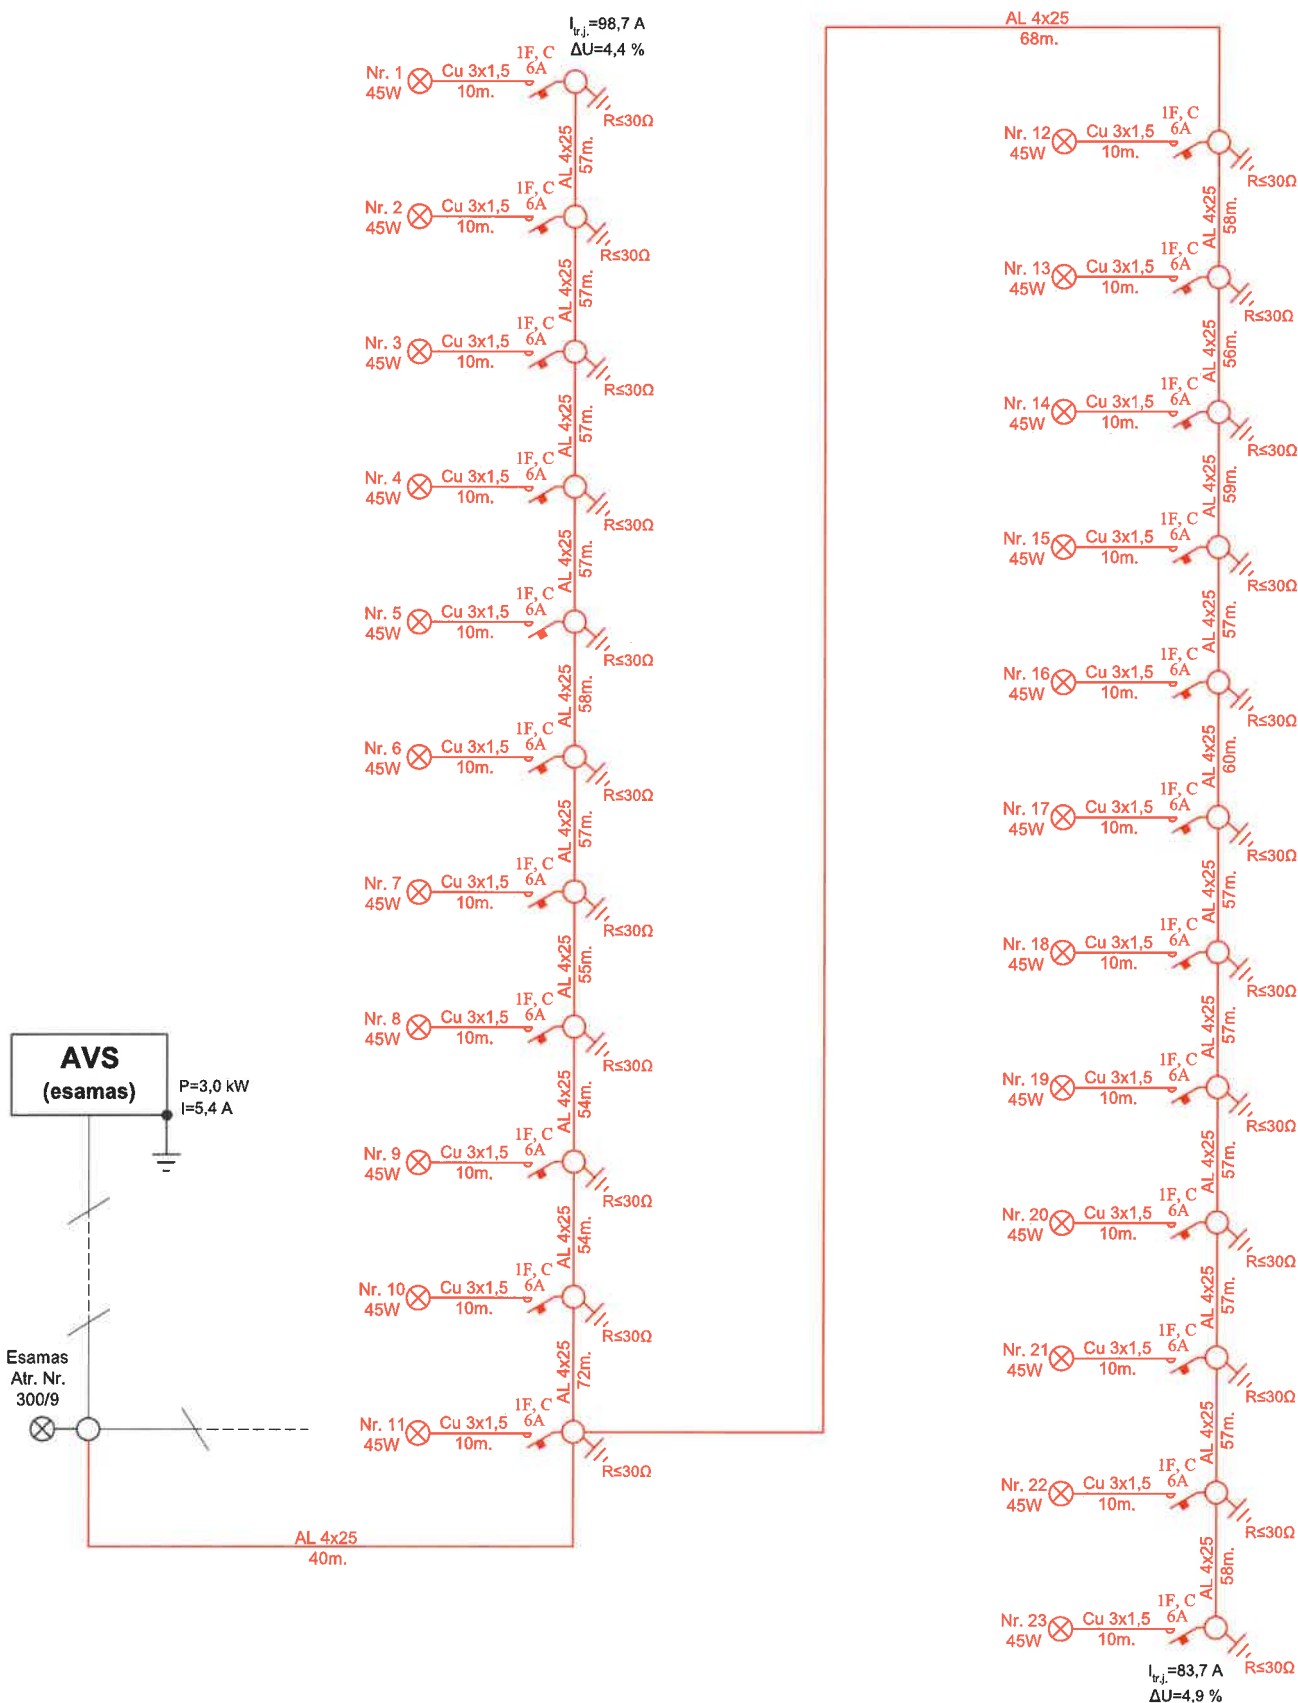 I tr.j.=98,7 A
ΔU=4,4 %
Nr. 1
45W
Cu 3x1,5
10m.
1F, C
6A
R≤30Ω
AL 4x25
57m.
Nr. 2
45W
Cu 3x1,5
10m.
1F, C
6A
R≤30Ω
AL 4x25
57m.
Nr. 3
45W
Cu 3x1,5
10m.
1F, C
6A
R≤30Ω
AL 4x25
57m.
Nr. 4
45W
Cu 3x1,5
10m.
1F, C
6A
R≤30Ω
AL 4x25
57m.
Nr. 5
45W
Cu 3x1,5
10m.
1F, C
6A
R≤30Ω
AL 4x25
58m.
Nr. 6
45W
Cu 3x1,5
10m.
1F, C
6A
R≤30Ω
AL 4x25
57m.
Nr. 7
45W
Cu 3x1,5
10m.
1F, C
6A
R≤30Ω
AL 4x25
55m.
Nr. 8
45W
Cu 3x1,5
10m.
1F, C
6A
R≤30Ω
AL 4x25
54m.
Nr. 9
45W
Cu 3x1,5
10m.
1F, C
6A
R≤30Ω
AL 4x25
54m.
Nr. 10
45W
Cu 3x1,5
10m.
1F, C
6A
R≤30Ω
AL 4x25
72m.
Nr. 11
45W
Cu 3x1,5
10m.
1F, C
6A
R≤30Ω
AVS
(esamas)
P=3,0 kW
I=5,4 A
Esamas
Atr. Nr.
300/9
AL 4x25
40m.
AL 4x25
68m.
Nr. 12
45W
Cu 3x1,5
10m.
1F, C
6A
R≤30Ω
AL 4x25
58m.
Nr. 13
45W
Cu 3x1,5
10m.
1F, C
6A
R≤30Ω
AL 4x25
56m.
Nr. 14
45W
Cu 3x1,5
10m.
1F, C
6A
R≤30Ω
AL 4x25
59m.
Nr. 15
45W
Cu 3x1,5
10m.
1F, C
6A
R≤30Ω
AL 4x25
57m.
Nr. 16
45W
Cu 3x1,5
10m.
1F, C
6A
R≤30Ω
AL 4x25
60m.
Nr. 17
45W
Cu 3x1,5
10m.
1F, C
6A
R≤30Ω
AL 4x25
57m.
Nr. 18
45W
Cu 3x1,5
10m.
1F, C
6A
R≤30Ω
AL 4x25
57m.
Nr. 19
45W
Cu 3x1,5
10m.
1F, C
6A
R≤30Ω
AL 4x25
57m.
Nr. 20
45W
Cu 3x1,5
10m.
1F, C
6A
R≤30Ω
AL 4x25
57m.
Nr. 21
45W
Cu 3x1,5
10m.
1F, C
6A
R≤30Ω
AL 4x25
57m.
Nr. 22
45W
Cu 3x1,5
10m.
1F, C
6A
R≤30Ω
AL 4x25
58m.
Nr. 23
45W
Cu 3x1,5
10m.
1F, C
6A
R≤30Ω
I tr.j.=83,7 A
ΔU=4,9 %